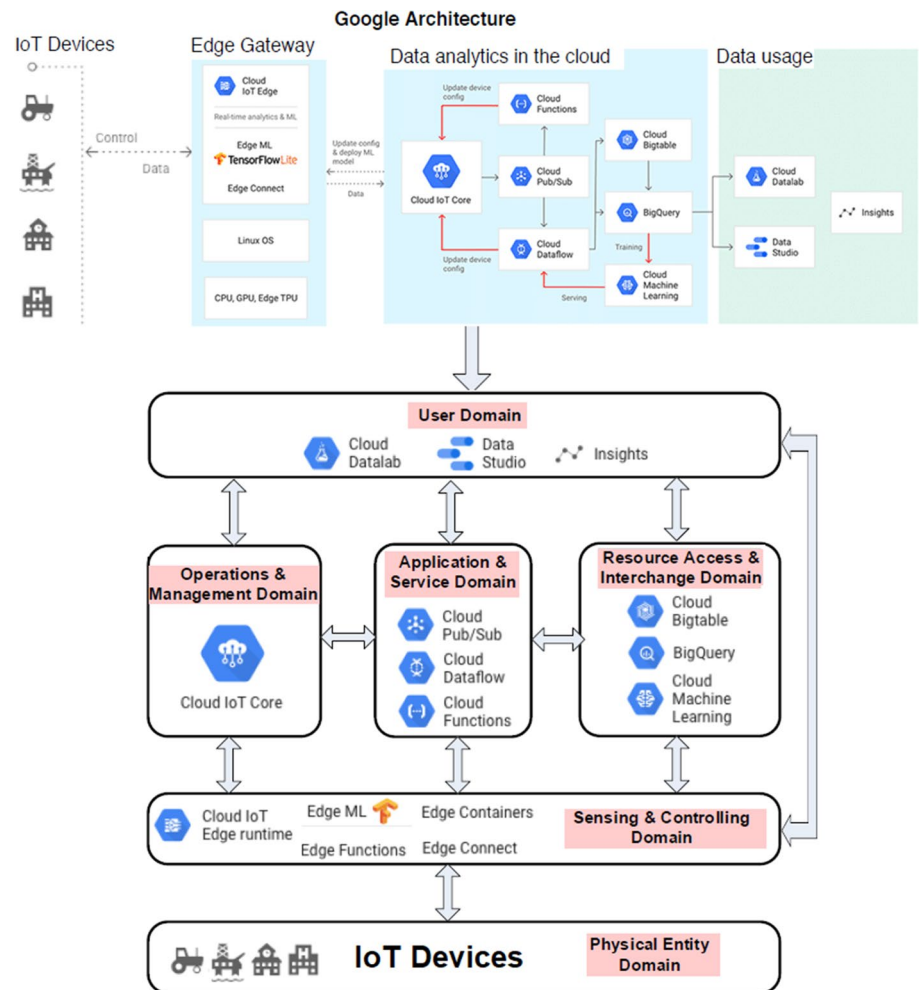 Google Architecture
IoT Devices
Edge Gateway
Data analytics in the cloud
Data usage
Control
Data
Cloud
IoT Edge
Real-time analytics & ML
Edge ML
TensorFlowLite
Edge Connect
Linux OS
CPU, GPU, Edge TPU
Update config
& deploy ML
model
Data
Update device
config
Cloud
Functions
Cloud IoT Core
Cloud
Pub/Sub
Update device
config
Cloud
Dataflow
Cloud
Bigtable
BigQuery
Training
Cloud
Machine
Learning
Serving
Cloud
Datalab
Data
Studio
Insights
User Domain
Cloud
Datalab
Data
Studio
Insights
Operations &
Management Domain
Cloud IoT Core
Application &
Service Domain
Cloud
Pub/Sub
Cloud
Dataflow
Cloud
Functions
Resource Access &
Interchange Domain
Cloud
Bigtable
BigQuery
Cloud
Machine
Learning
Cloud IoT
Edge runtime
Edge ML
Edge Functions
Edge Containers
Edge Connect
Sensing & Controlling
Domain
IoT Devices
Physical Entity
Domain